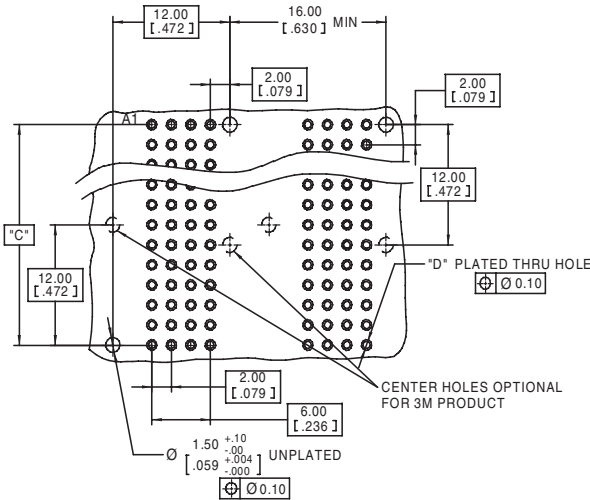 12.00
[.472]
16.00
[.630] MIN
2.00
[.079]
2.00
[.079]
A1
12.00
[.472]
"C"
12.00
[.472]
"D" PLATED THRU HOLE
Ø 0.10
2.00
[.079]
CENTER HOLES OPTIONAL
FOR 3M PRODUCT
6.00
[.236]
Ø 1.50 +.10 -.00
[.059 +.004 -.000] UNPLATED
Ø 0.10